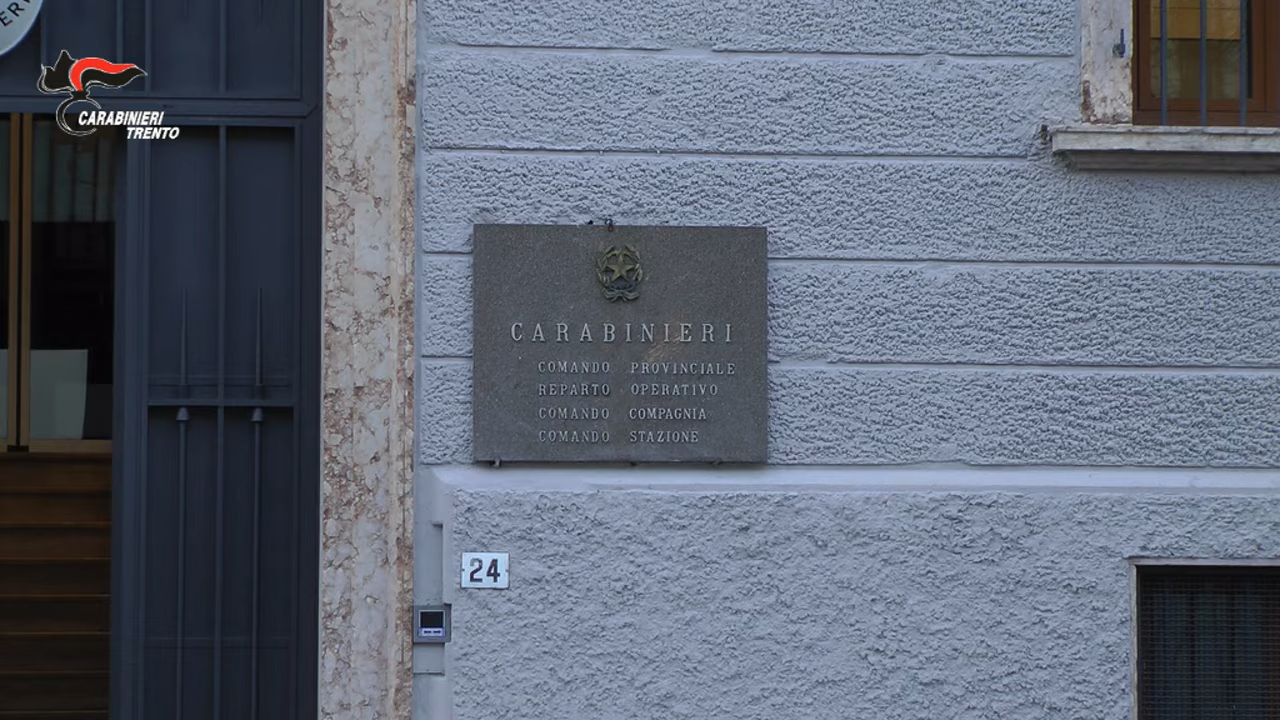 CARABINIERI
TRENTO
CARABINIERI
COMANDO PROVINCIALE
REPARTO OPERATIVO
COMANDO COMPAGNIA
COMANDO STAZIONE
24